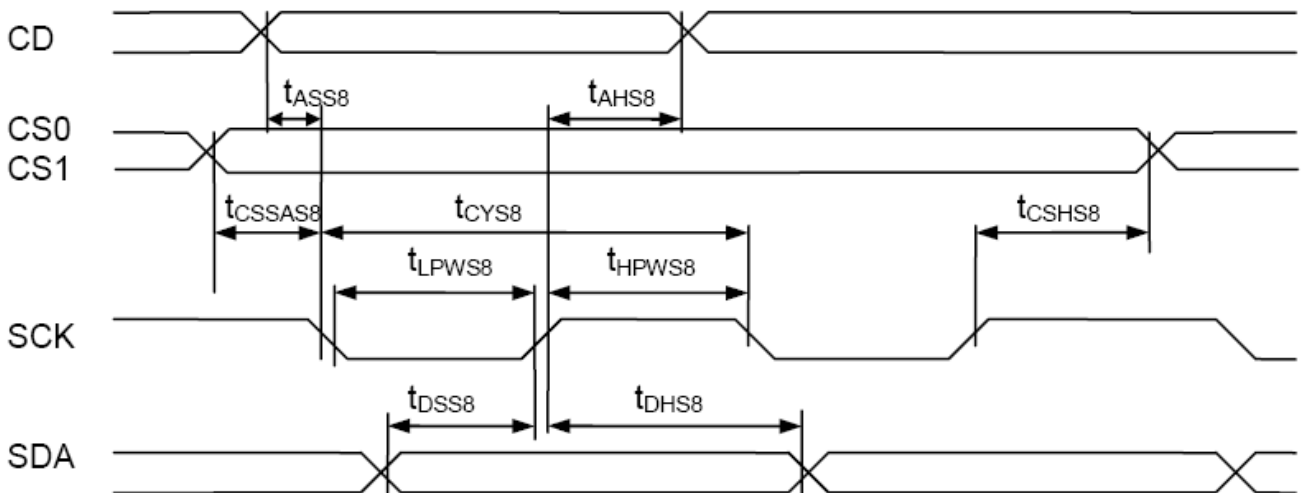 CD
tASS8 tAHS8
CS0
CS1
tCSSAS8 tCYS8 tCSHS8
tLPWS8 tHPWS8
SCK
tDSS8 tDHS8
SDA